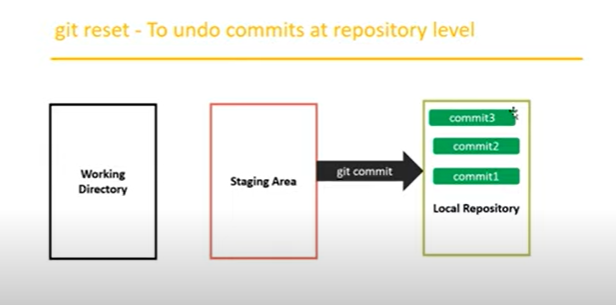 git reset - To undo commits at repository level
Working
Directory
Staging Area
git commit
commit3
commit2
commit1
Local Repository